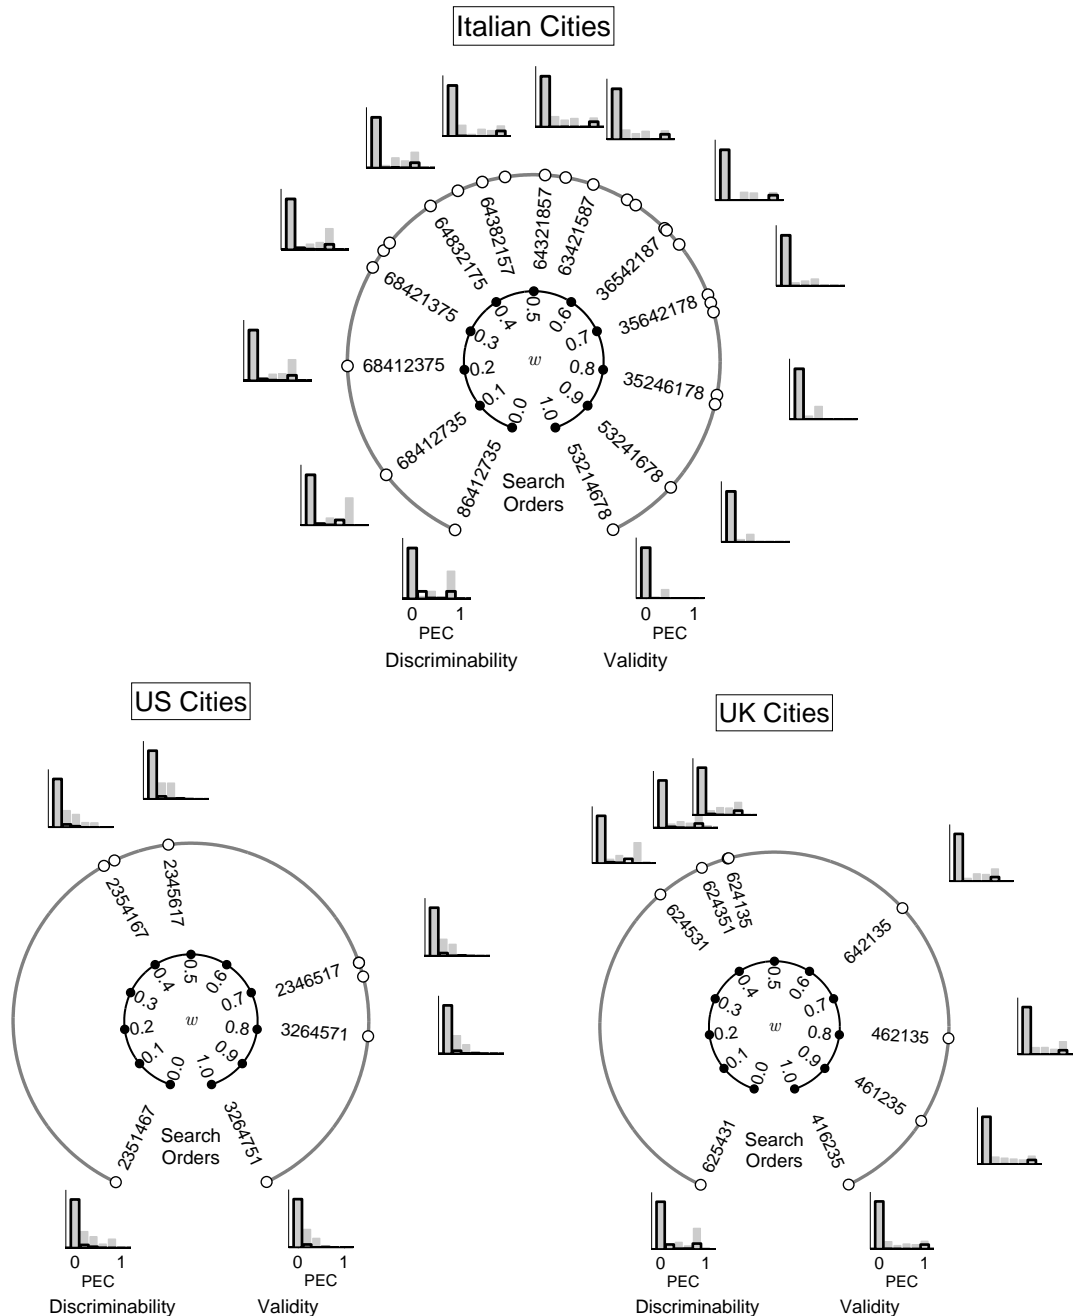 Italian Cities
64321857
63421587
64382157
64832175
36542187
68421375
35642178
68412375
35246178
68412735
53241678
86412735
53214678
0.5
0.4
0.6
0.3
0.7
0.2
w
0.8
0.1
0.9
0.0
1.0
Search
Orders
0 1
PEC
0 1
PEC
Discriminability
Validity
US Cities
2345617
2354167
2346517
3264571
2351467
3264751
0.5
0.4
0.6
0.3
0.7
0.2
w
0.8
0.1
0.9
0.0
1.0
Search
Orders
0 1
PEC
0 1
PEC
Discriminability
Validity
UK Cities
624135
624351
624531
642135
462135
461235
625431
416235
0.5
0.4
0.6
0.3
0.7
0.2
w
0.8
0.1
0.9
0.0
1.0
Search
Orders
0 1
PEC
0 1
PEC
Discriminability
Validity